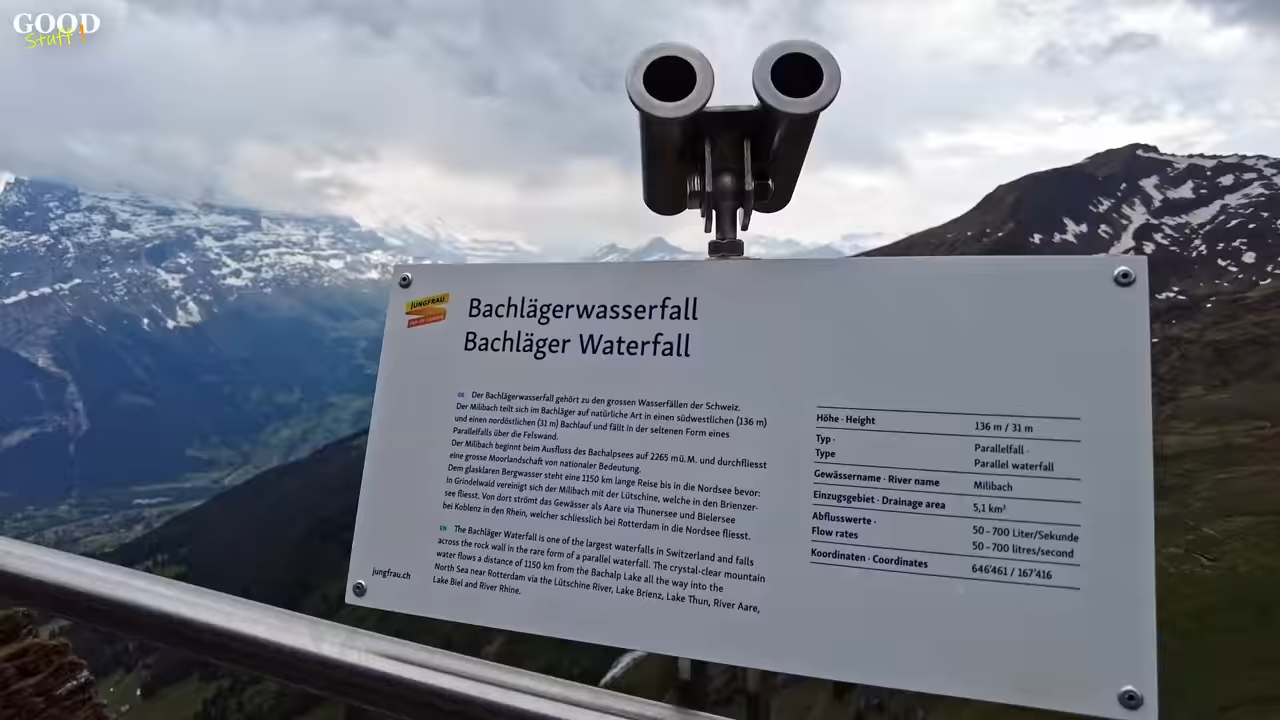 GOOD
Stuff!
JUNGFRAU
TOP OF EUROPE
Bachlägerwasserfall
Bachläger Waterfall
DE Der Bachlägerwasserfall gehört zu den grossen Wasserfällen der Schweiz.
Der Milibach teilt sich im Bachläger auf natürliche Art in einen südwestlichen (136 m)
und einen nordöstlichen (31 m) Bachlauf und fällt in der seltenen Form eines
Parallelfalls über die Felswand.
Der Milibach beginnt beim Ausfluss des Bachalpsees auf 2265 mü.M. und durchfliesst
eine grosse Moorlandschaft von nationaler Bedeutung.
Dem glasklaren Bergwasser steht eine 1150 km lange Reise bis in die Nordsee bevor:
In Grindelwald vereinigt sich der Milibach mit der Lütschine, welche in den Brienzer-
see fliesst. Von dort strömt das Gewässer als Aare via Thunersee und Bielersee
bei Koblenz in den Rhein, welcher schliesslich bei Rotterdam in die Nordsee fliesst.
EN The Bachläger Waterfall is one of the largest waterfalls in Switzerland and falls
across the rock wall in the rare form of a parallel waterfall. The crystal-clear mountain
water flows a distance of 1150 km from the Bachalp Lake all the way into the
North Sea near Rotterdam via the Lütschine River, Lake Brienz, Lake Thun, River Aare,
Lake Biel and River Rhine.
jungfrau.ch
Höhe · Height 136 m / 31 m
Typ · Parallelfall ·
Type Parallel waterfall
Gewässername · River name Milibach
Einzugsgebiet · Drainage area 5,1 km²
Abflusswerte · 50–700 Liter/Sekunde
Flow rates 50–700 litres/second
Koordinaten · Coordinates 646'461 / 167'416